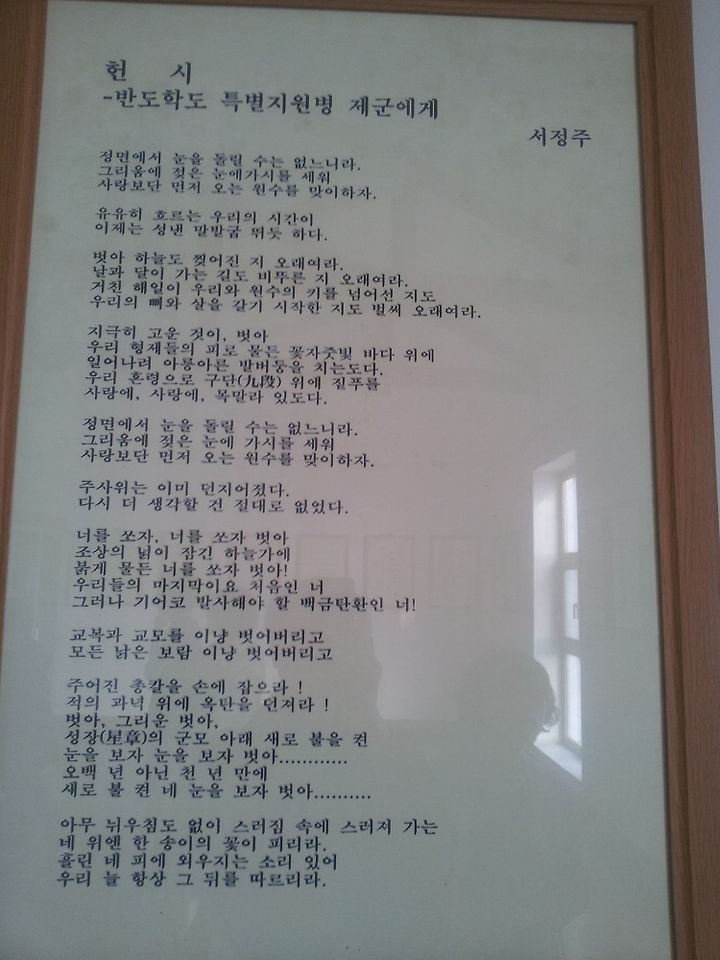 헌 시
-반도학도 특별지원병 제군에게
서정주
정면에서 눈을 돌릴 수는 없느니라.
그리움에 젖은 눈에가시를 세워
사랑보단 먼저 오는 원수를 맞이하자.
유유히 흐르는 우리의 시간이
이제는 성낸 말발굽 뛰듯 하다.
벗아 하늘도 찢어진 지 오래여라.
날과 달이 가는 길도 비뚜른 지 오래여라.
거친 해일이 우리와 원수의 키를 넘어선 지도
우리의 뼈와 살을 갈기 시작한 지도 벌써 오래여라.
지극히 고운 것이, 벗아
우리 형제들의 피로 물든 꽃자줏빛 바다 위에
일어나려 아롱아른 발버둥을 치는도다.
우리 혼령으로 구단(九段) 위에 짙푸를
사랑에, 사랑에, 목말라 있도다.
정면에서 눈을 돌릴 수는 없느니라.
그리움에 젖은 눈에 가시를 세워
사랑보단 먼저 오는 원수를 맞이하자.
주사위는 이미 던지어졌다.
다시 더 생각할 건 절대로 없었다.
너를 쏘자, 너를 쏘자 벗아
조상의 넋이 잠긴 하늘가에
붉게 물든 너를 쏘자 벗아!
우리들의 마지막이요 처음인 너
그러나 기어코 발사해야 할 백금탄환인 너!
교복과 교모를 이냥 벗어버리고
모든 낡은 보람 이냥 벗어버리고
주어진 총칼을 손에 잡으라 !
적의 과녁 위에 옥탄을 던져라 !
벗아, 그리운 벗아,
성장(星章)의 군모 아래 새로 불을 켠
눈을 보자 눈을 보자 벗아.............
오백 년 아닌 천 년 만에
새로 불 켠 네 눈을 보자 벗아..........
아무 뉘우침도 없이 스러짐 속에 스러져 가는
네 위엔 한 송이의 꽃이 피리라.
흘린 네 피에 외우지는 소리 있어
우리 늘 항상 그 뒤를 따르리라.